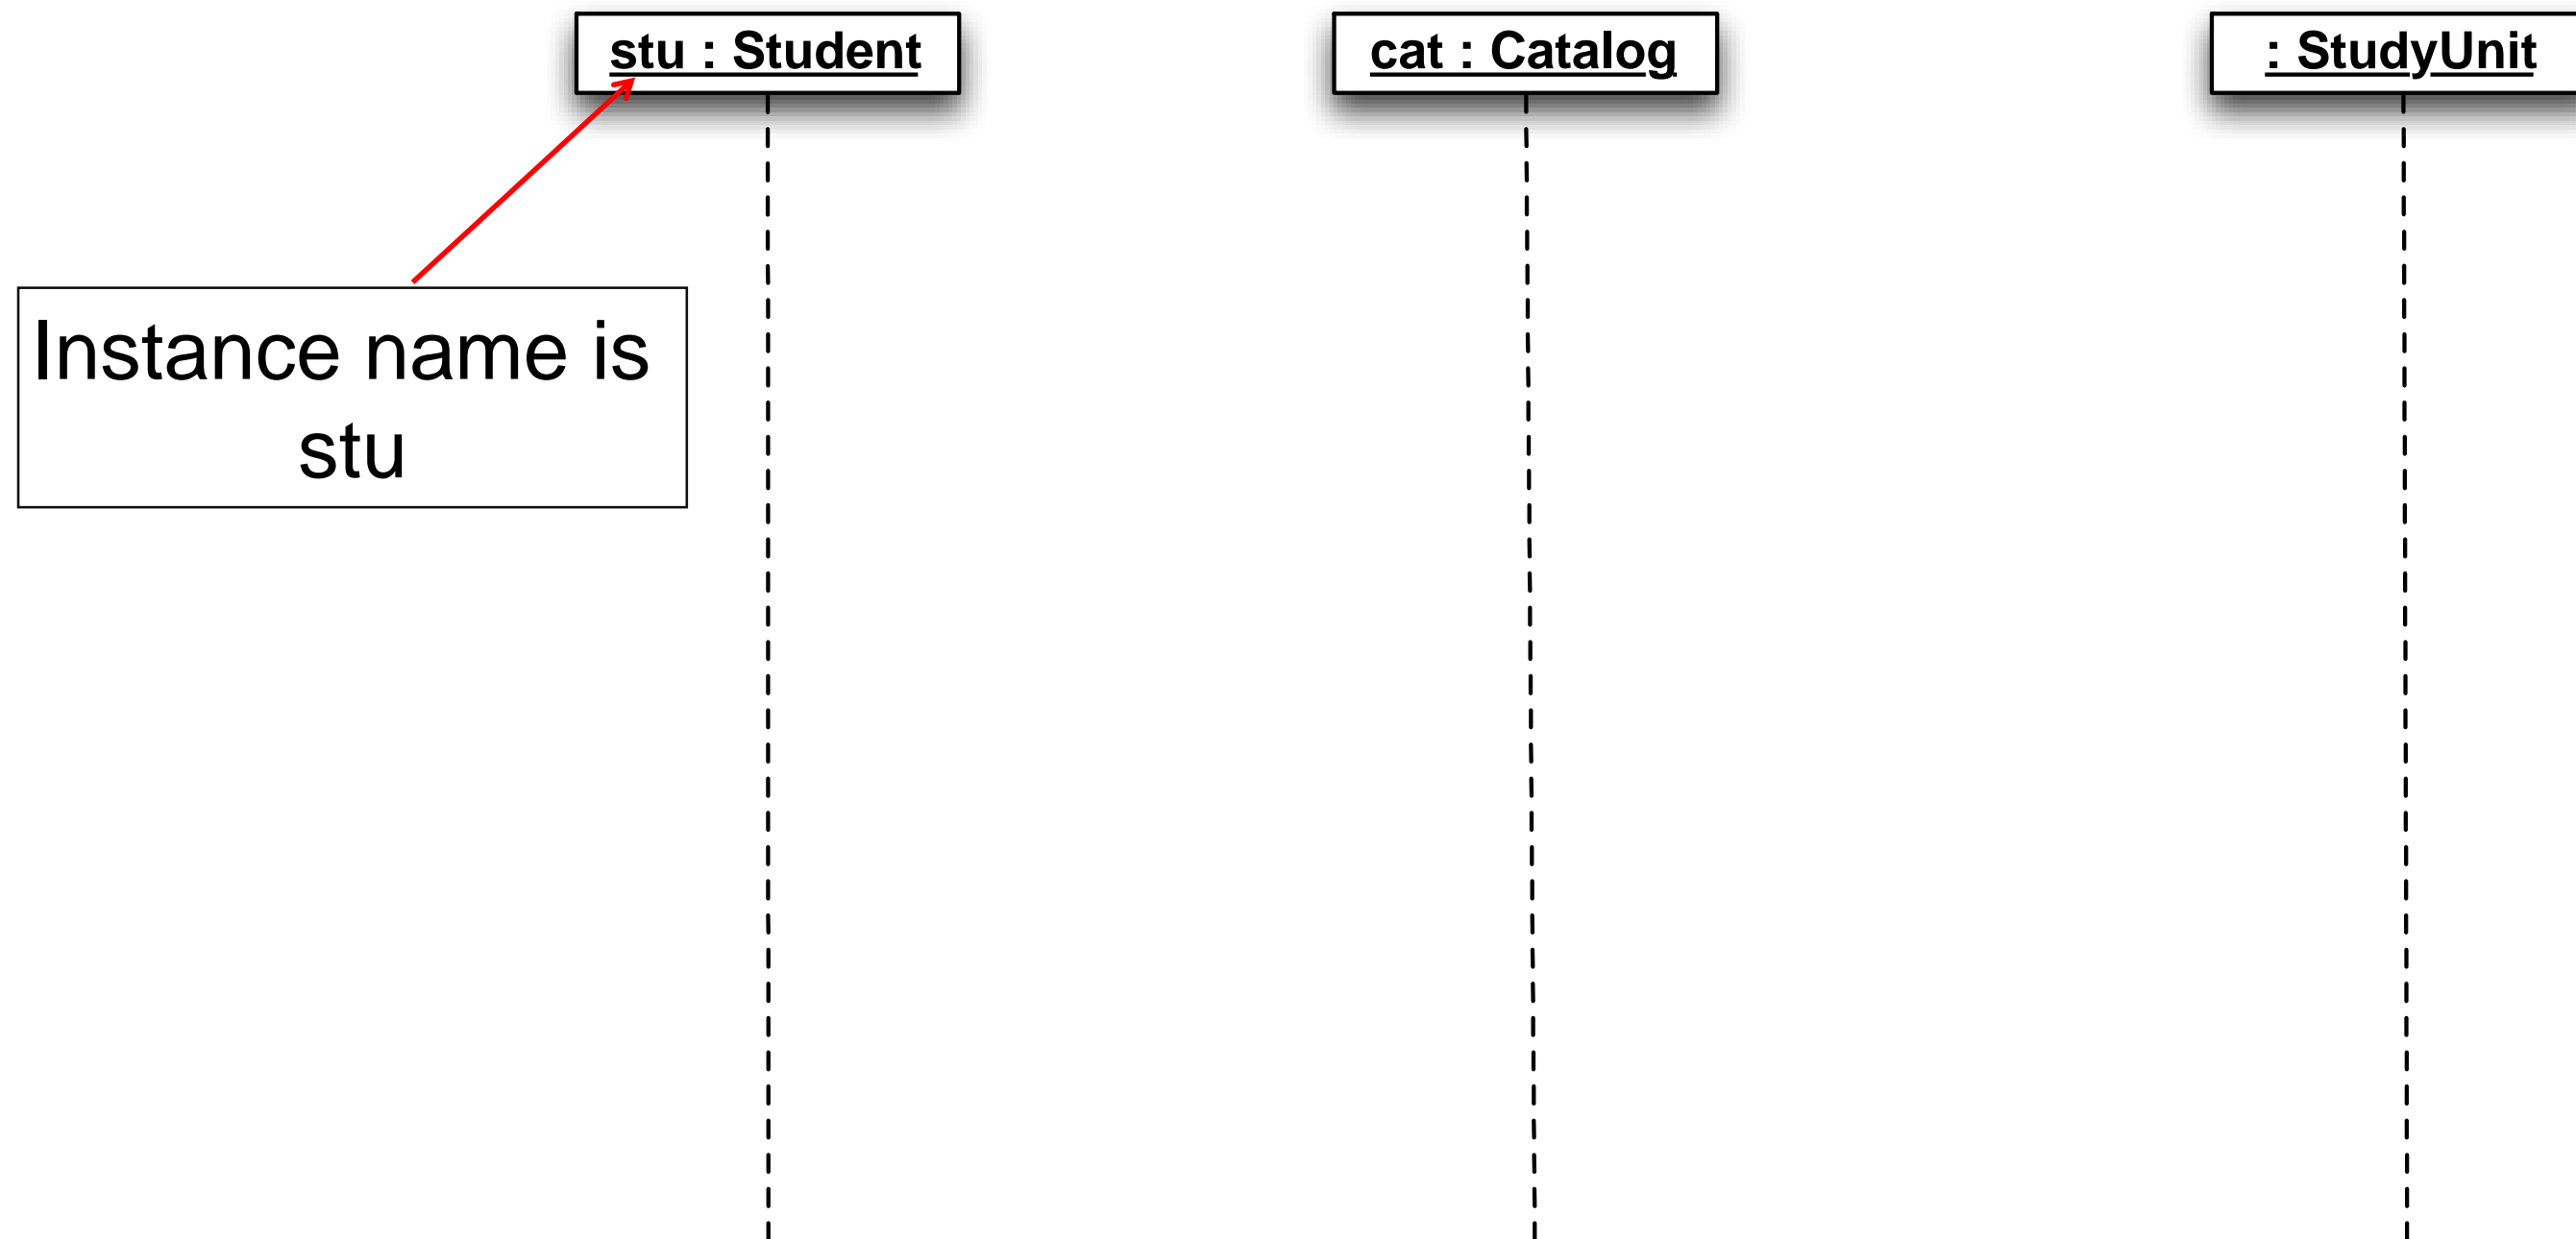 stu : Student
cat : Catalog
: StudyUnit
Instance name is
stu